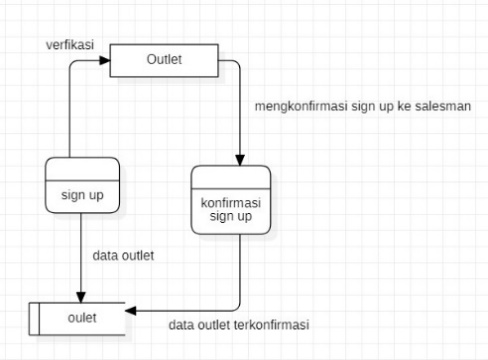 verfikasi
Outlet
mengkonfirmasi sign up ke salesman
sign up
konfirmasi
sign up
data outlet
oulet
data outlet terkonfirmasi